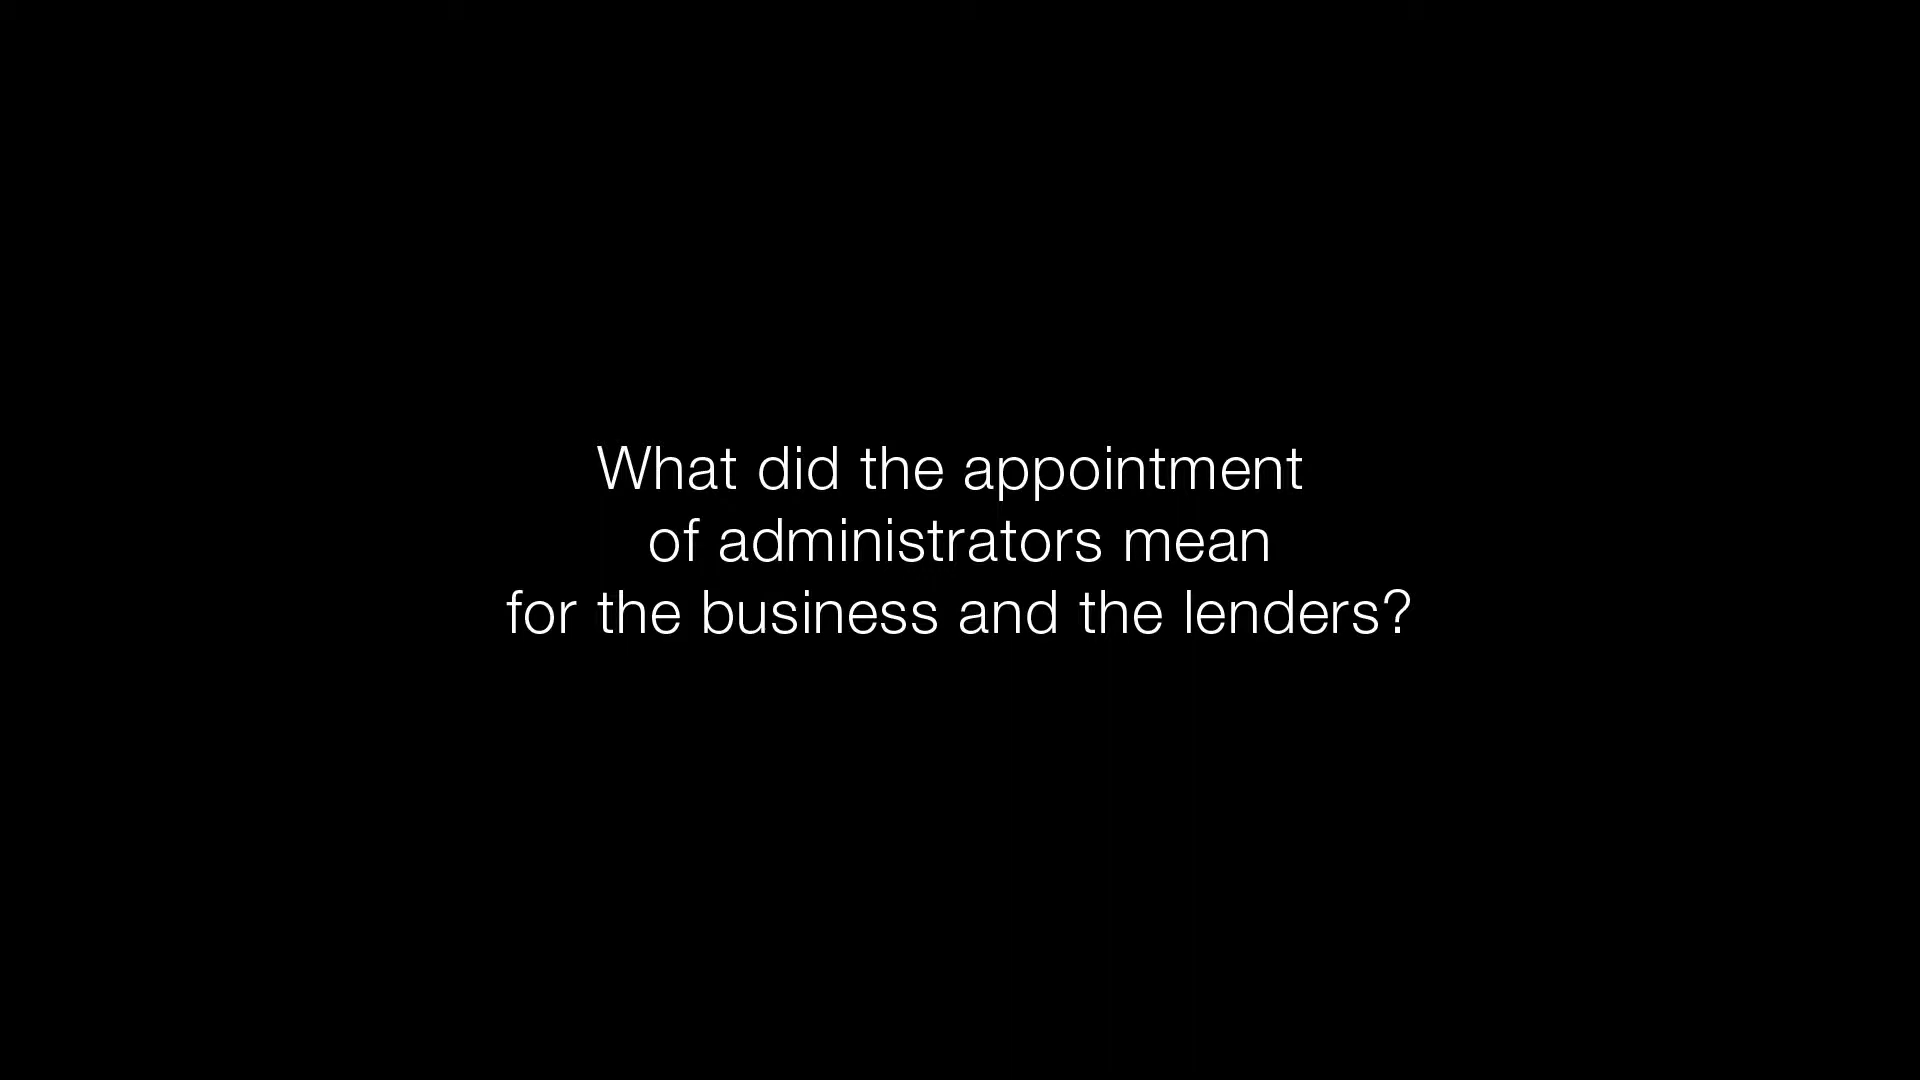 What did the appointment
of administrators mean
for the business and the lenders?